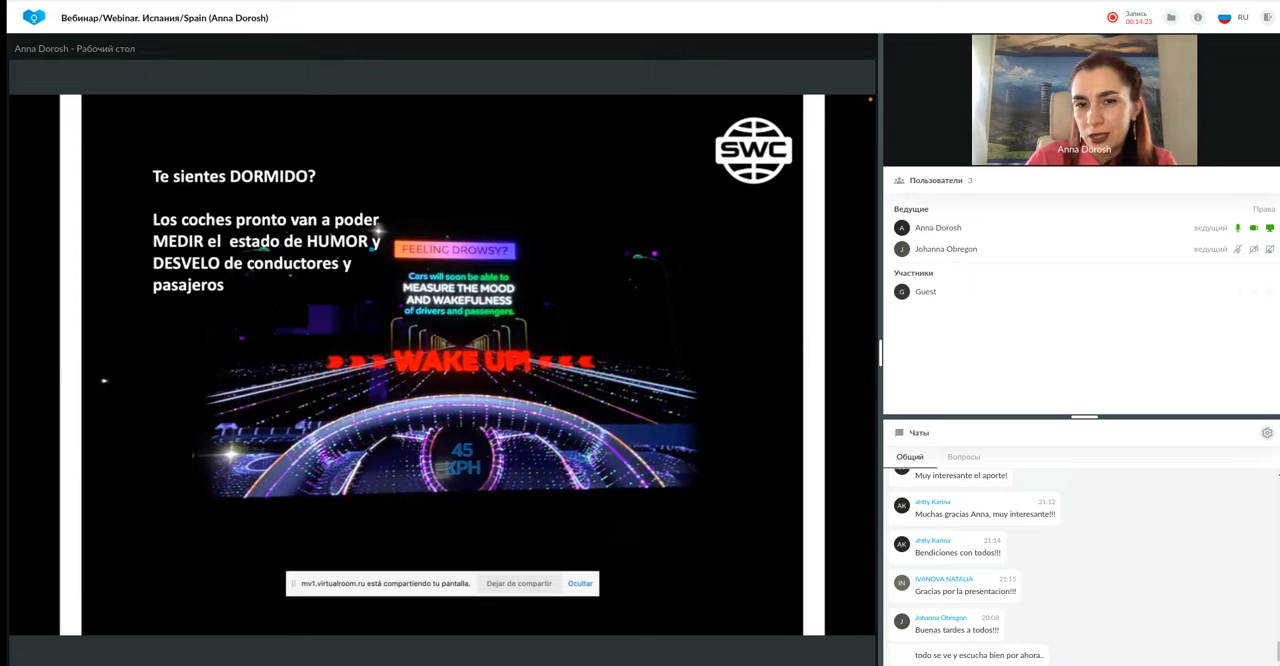 Вебинар/Webinar. Испания/Spain (Anna Dorosh)
Запись
00:14:23
RU
Anna Dorosh - Рабочий стол
SWC
Te sientes DORMIDO?
Los coches pronto van a poder
MEDIR el estado de HUMOR y
DESVELO de conductores y
pasajeros
FEELING DROWSY?
Cars will soon be able to
MEASURE THE MOOD
AND WAKEFULNESS
of drivers and passengers.
WAKE UP!
45
KPH
mv1.virtualroom.ru está compartiendo tu pantalla.
Dejar de compartir
Ocultar
Anna Dorosh
Пользователи 3
Ведущие
Права
A
Anna Dorosh
ведущий
J
Johanna Obregon
ведущий
Участники
G
Guest
Чаты
Общий
Вопросы
Muy interesante el aporte!
AK
ahtty Karina
21:12
Muchas gracias Anna, muy interesante!!!
AK
ahtty Karina
21:14
Bendiciones con todos!!!
IN
IVANOVA NATALIA
21:15
Gracias por la presentacion!!!
J
Johanna Obregon
20:08
Buenas tardes a todos!!!
todo se ve y escucha bien por ahora..